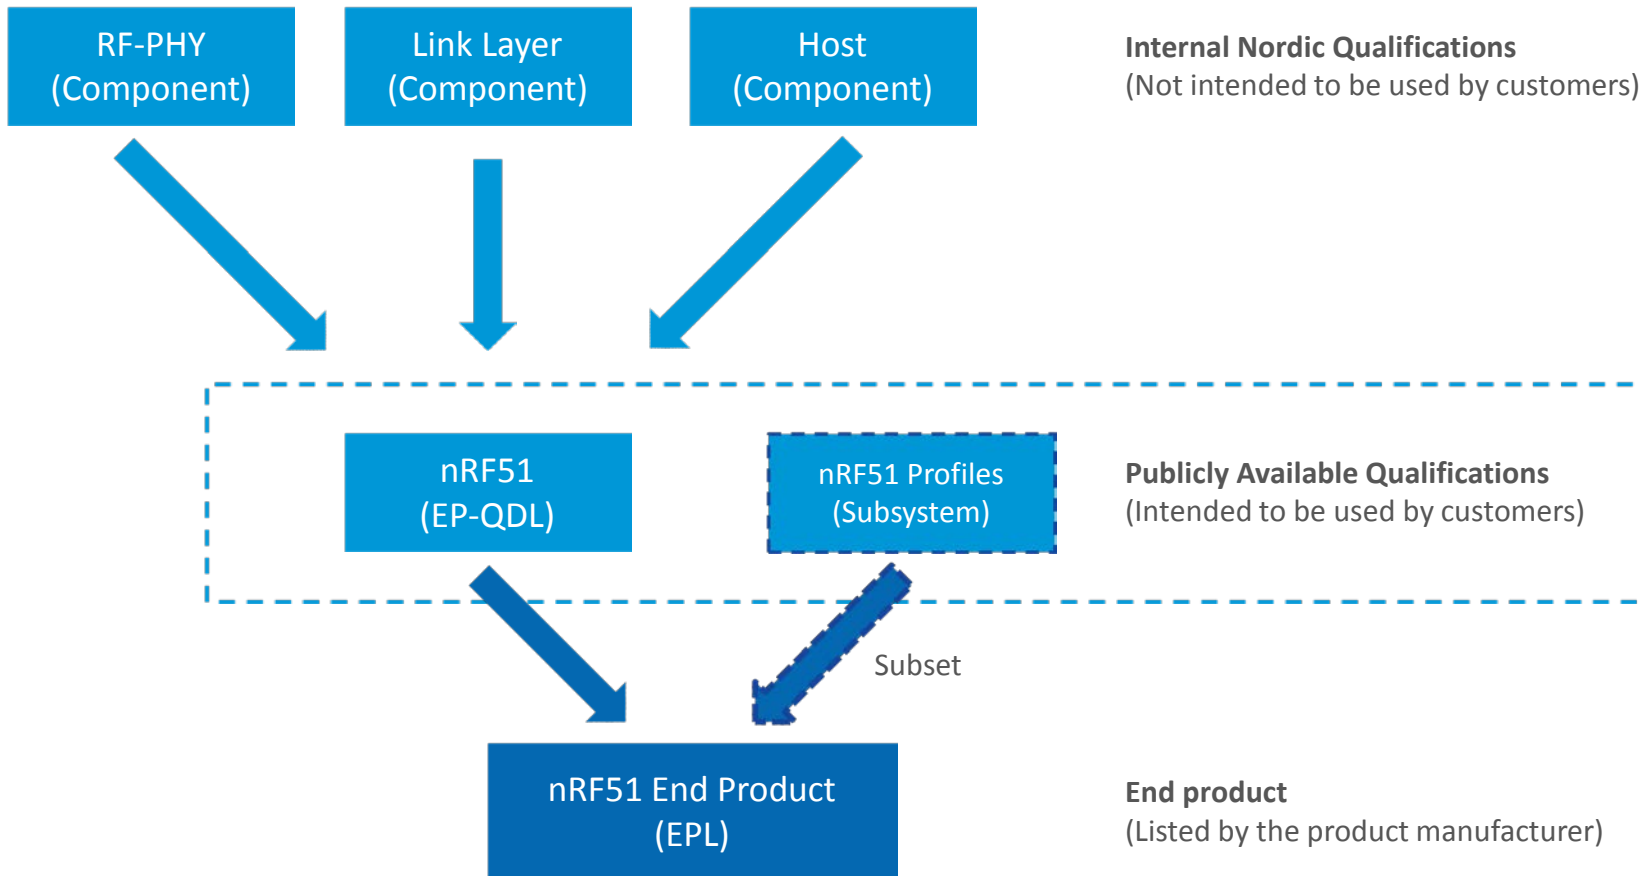 RF-PHY
(Component)
Link Layer
(Component)
Host
(Component)
Internal Nordic Qualifications
(Not intended to be used by customers)
nRF51
(EP-QDL)
nRF51 Profiles
(Subsystem)
Publicly Available Qualifications
(Intended to be used by customers)
Subset
nRF51 End Product
(EPL)
End product
(Listed by the product manufacturer)